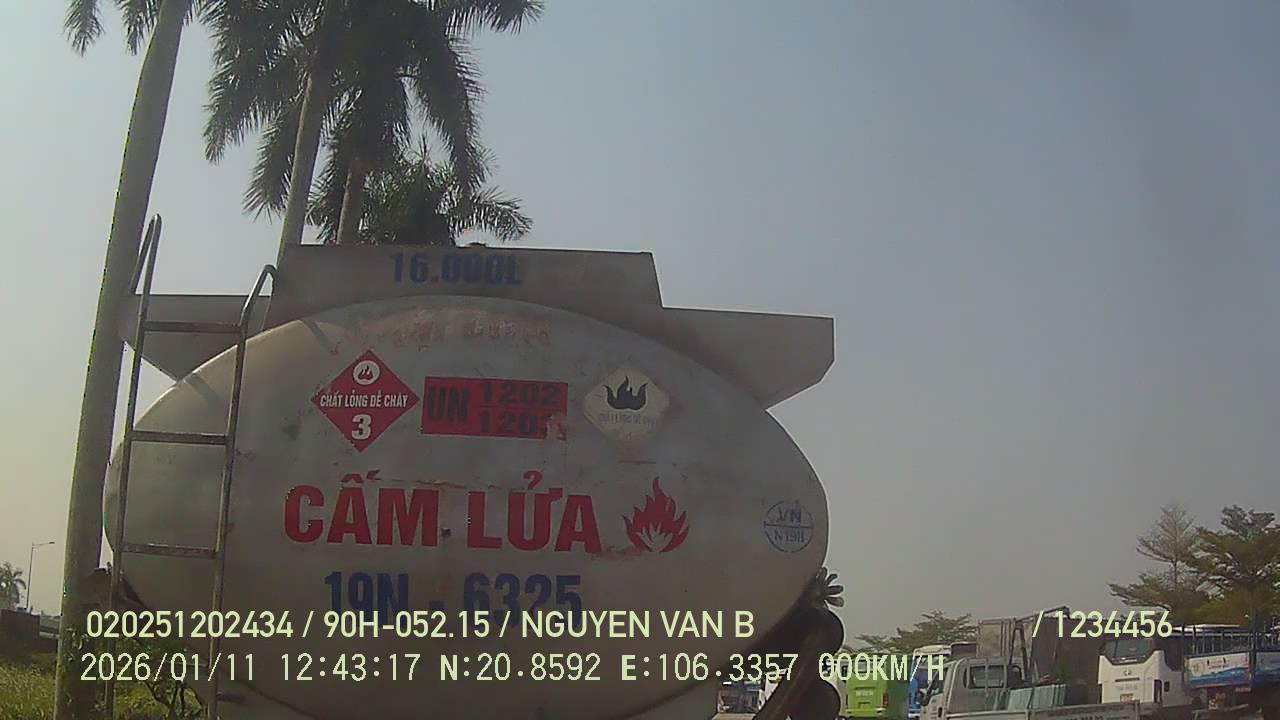 16.000L
CHẤT LỎNG DỄ CHÁY
3
UN 1202
120
CẤM LỬA
VN
19N - 6325
020251202434 / 90H-052.15 / NGUYEN VAN B / 1234456
2026/01/11 12:43:17 N:20.8592 E:106.3357 000KM/H